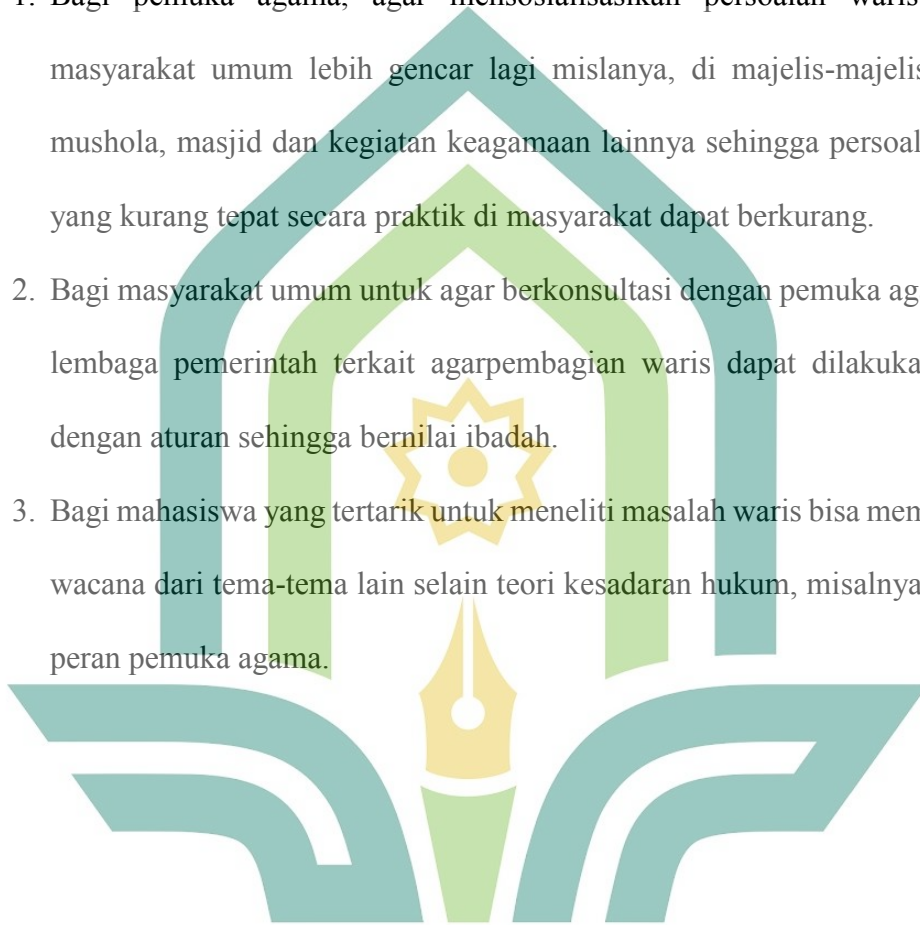 1. Bagi pemuka agama, agar mensosialisasikan persoalan waris
masyarakat umum lebih gencar lagi mislanya, di majelis-majelis
mushola, masjid dan kegiatan keagamaan lainnya sehingga
yang kurang tepat secara praktik di masyarakat dapat berkurang.
2. Bagi masyarakat umum untuk agar berkonsultasi dengan pemuka
lembaga pemerintah terkait agarpembagian waris dapat
dengan aturan sehingga bernilai ibadah.
3. Bagi mahasiswa yang tertarik untuk meneliti masalah waris bisa
wacana dari tema-tema lain selain teori kesadaran hukum, misalnya
peran pemuka agama.